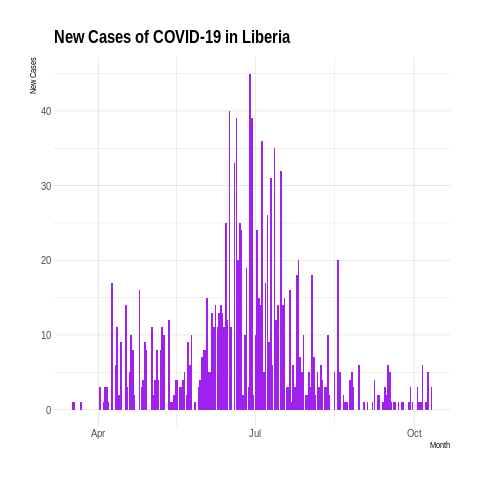 New Cases of COVID-19 in Liberia
New Cases
40
30
20
10
0
Apr
Jul
Oct
Month